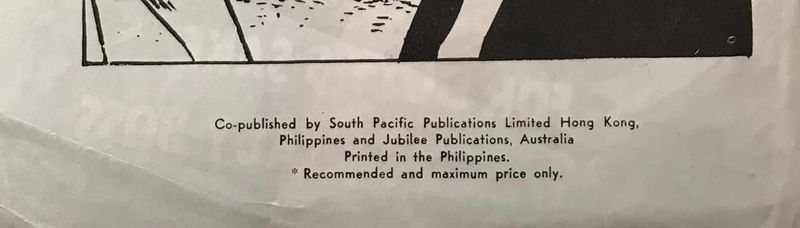 Co-published by South Pacific Publications Limited Hong Kong,
Philippines and Jubilee Publications, Australia
Printed in the Philippines.
* Recommended and maximum price only.